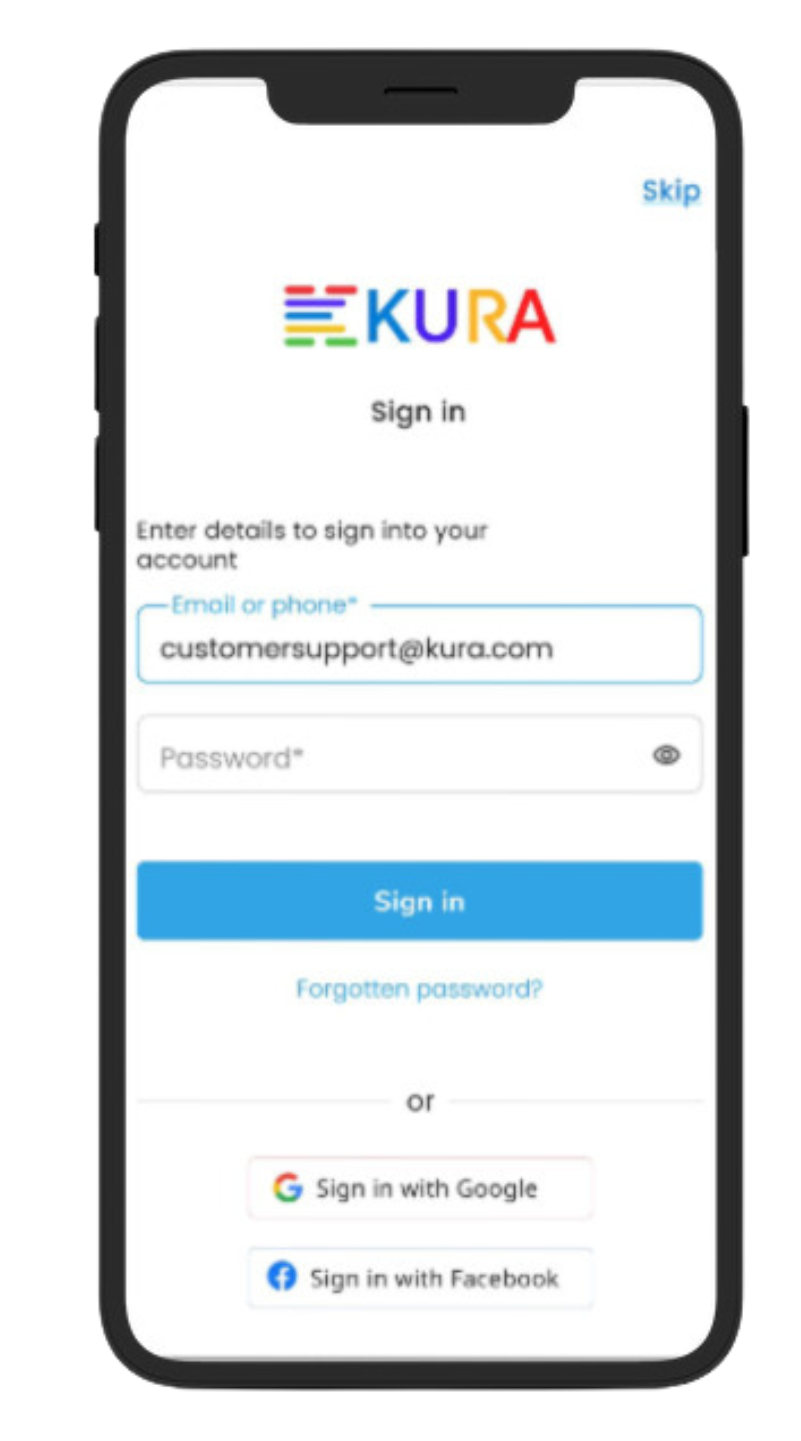 Skip
KURA
Sign in
Enter details to sign into your
account
Email or phone*
customersupport@kura.com
Password*
Sign in
Forgotten password?
or
Sign in with Google
Sign in with Facebook